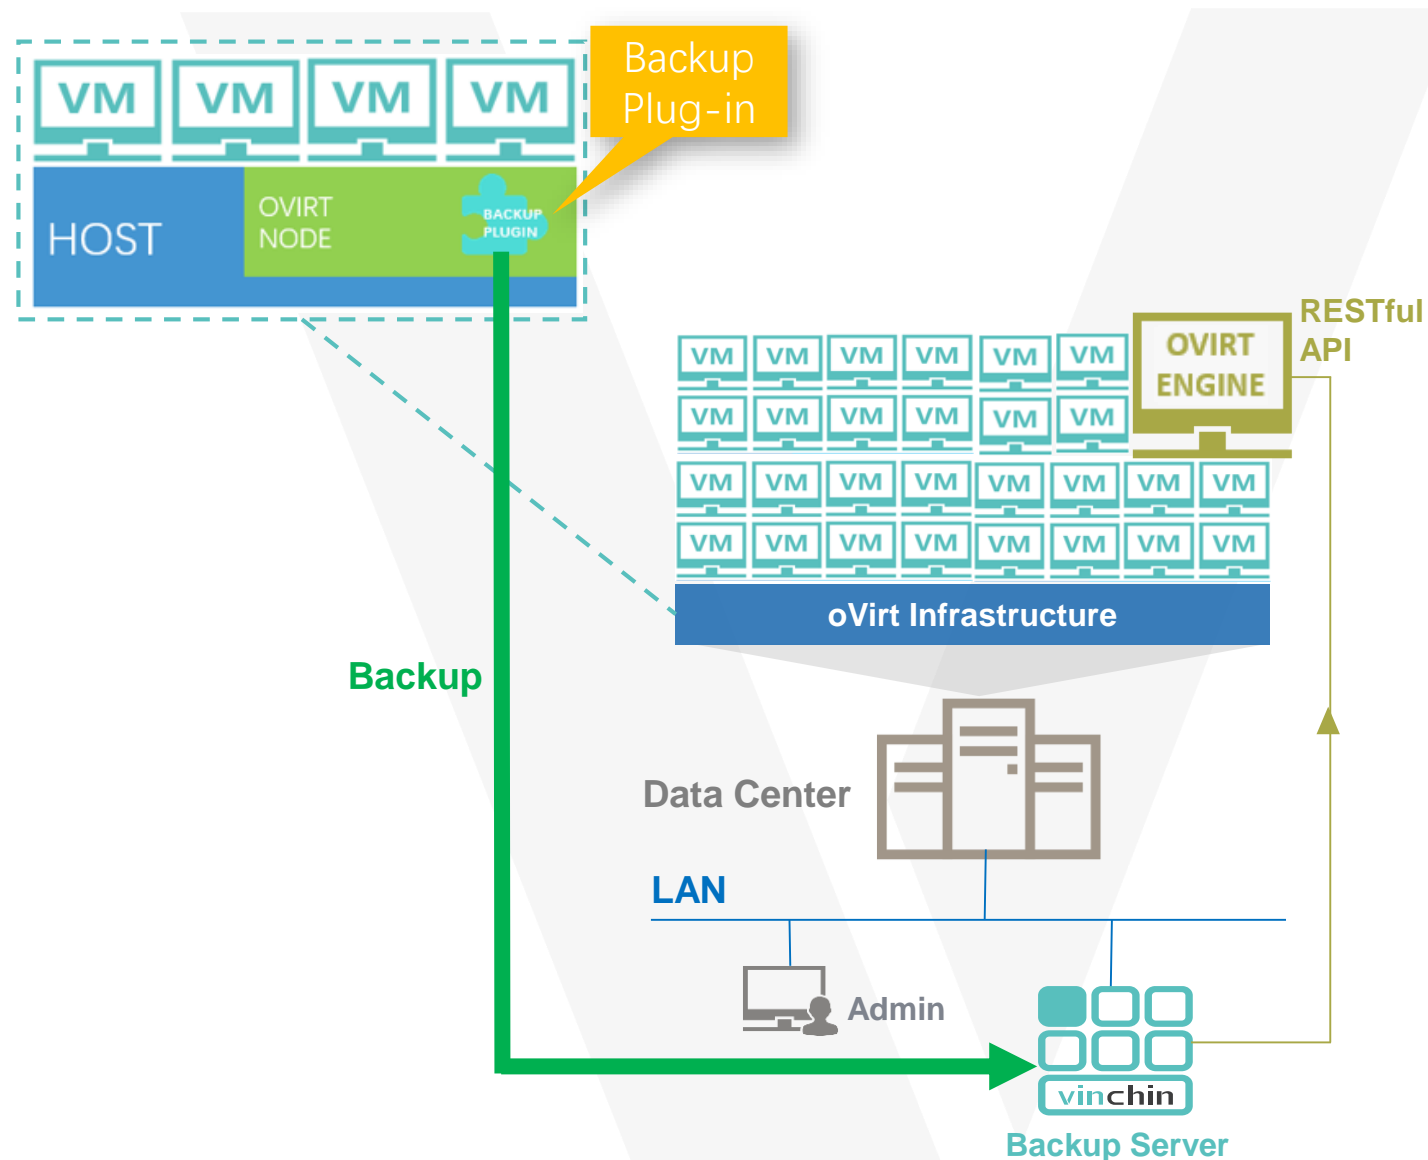 Backup
Plug-in
VM VM VM VM
HOST
OVIRT
NODE
BACKUP
PLUGIN
RESTful
API
OVIRT
ENGINE
VM VM VM VM VM VM
VM VM VM VM VM VM
VM VM VM VM VM VM VM VM
VM VM VM VM VM VM VM VM
oVirt Infrastructure
Backup
Data Center
LAN
Admin
vinchin
Backup Server